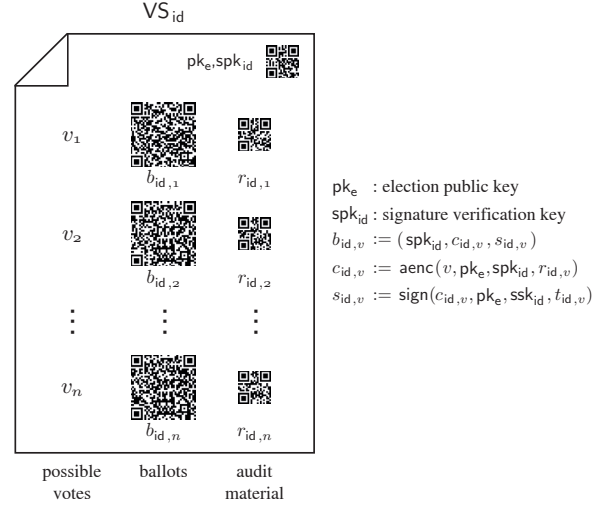 VS_id
pk_e,spk_id
v_1
b_id,1 r_id,1
v_2
b_id,2 r_id,2
⋮ ⋮ ⋮
v_n
b_id,n r_id,n
possible votes
ballots
audit material
pk_e : election public key
spk_id : signature verification key
b_id,v := (spk_id, c_id,v, s_id,v)
c_id,v := aenc(v, pk_e, spk_id, r_id,v)
s_id,v := sign(c_id,v, pk_e, ssk_id, t_id,v)